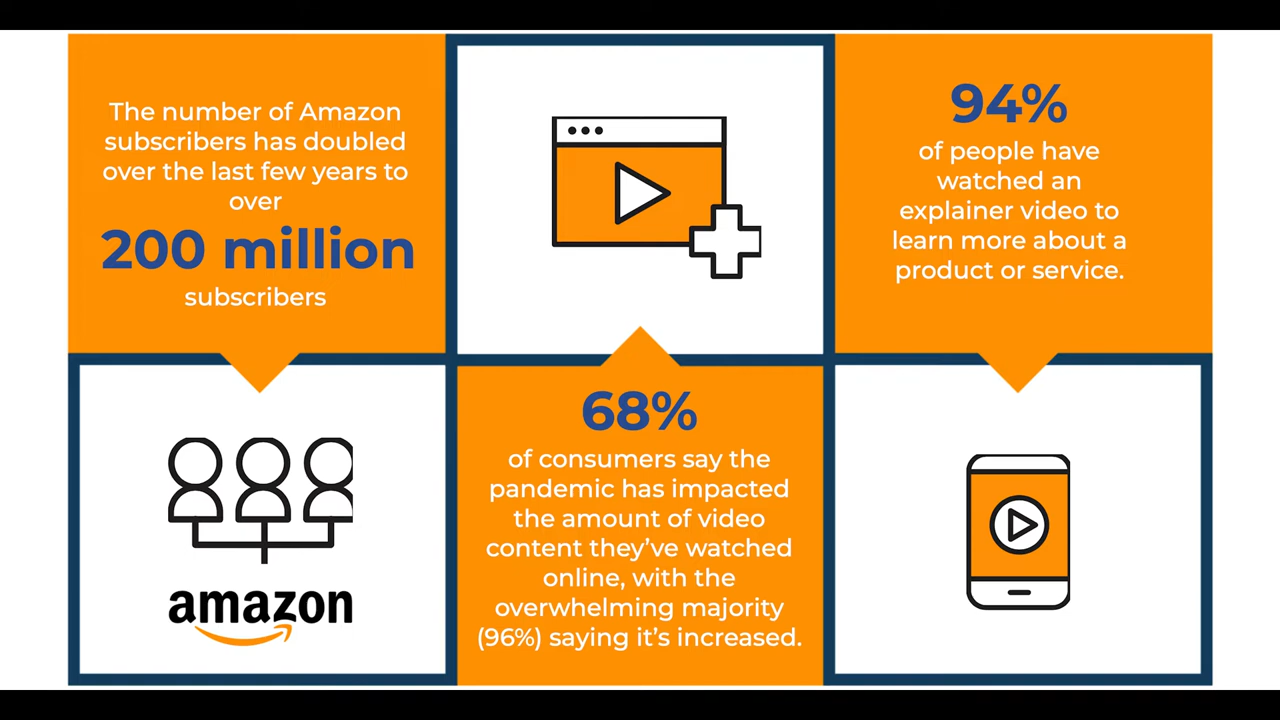 The number of Amazon
subscribers has doubled
over the last few years to
over
200 million
subscribers
94%
of people have
watched an
explainer video to
learn more about a
product or service.
68%
of consumers say the
pandemic has impacted
the amount of video
content they've watched
online, with the
overwhelming majority
(96%) saying it's increased.
amazon